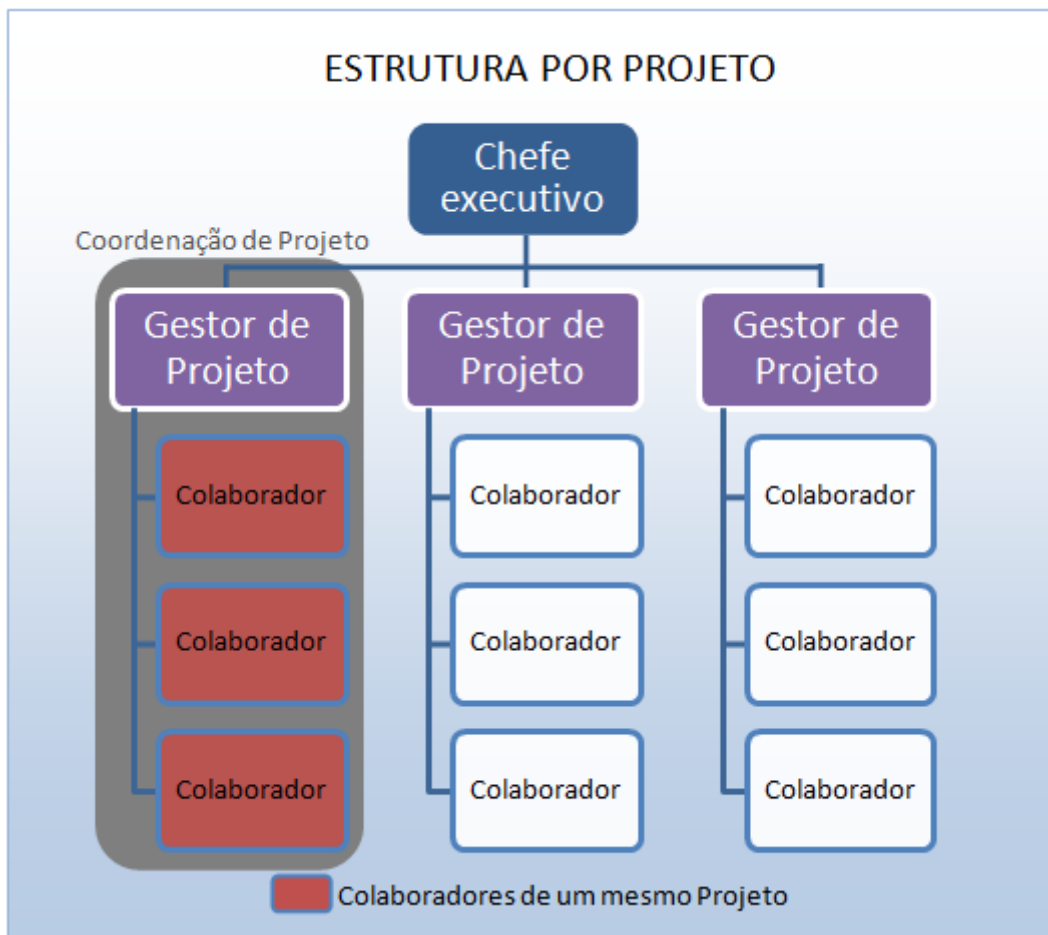 ESTRUTURA POR PROJETO
Chefe
executivo
Coordenação de Projeto
Gestor de
Projeto
Gestor de
Projeto
Gestor de
Projeto
Colaborador
Colaborador
Colaborador
Colaborador
Colaborador
Colaborador
Colaborador
Colaborador
Colaborador
Colaboradores de um mesmo Projeto